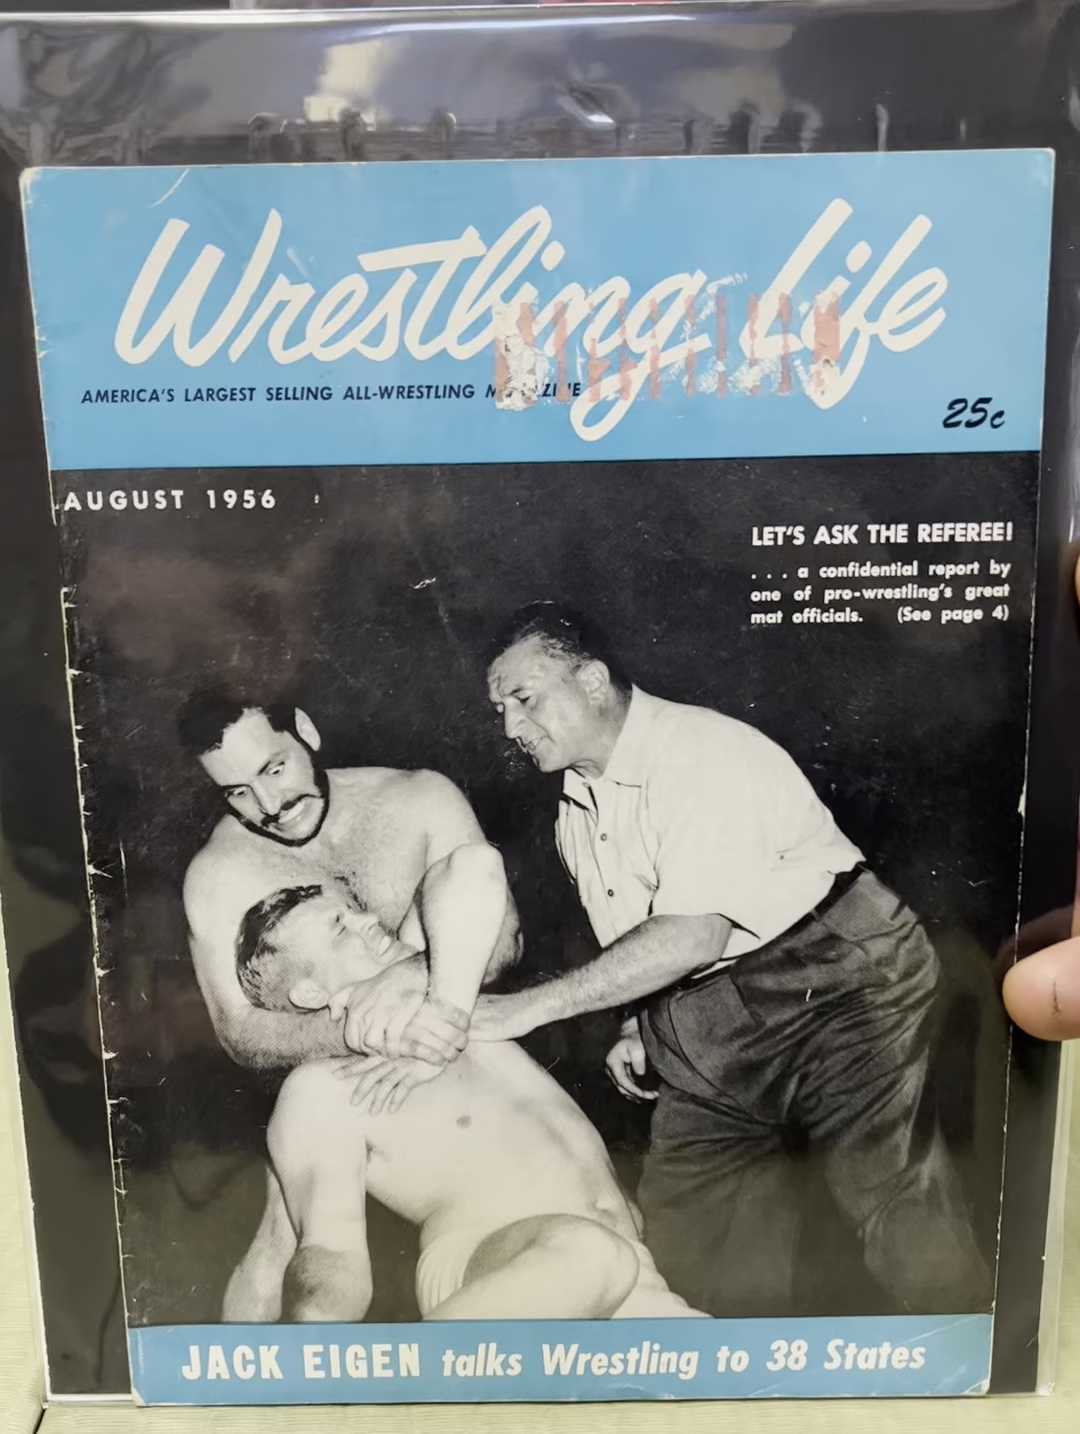 Wrestling Life
AMERICA'S LARGEST SELLING ALL-WRESTLING
25c
AUGUST 1956
LET'S ASK THE REFEREE!
. . . a confidential report by
one of pro-wrestling's great
mat officials. (See page 4)
JACK EIGEN talks Wrestling to 38 States